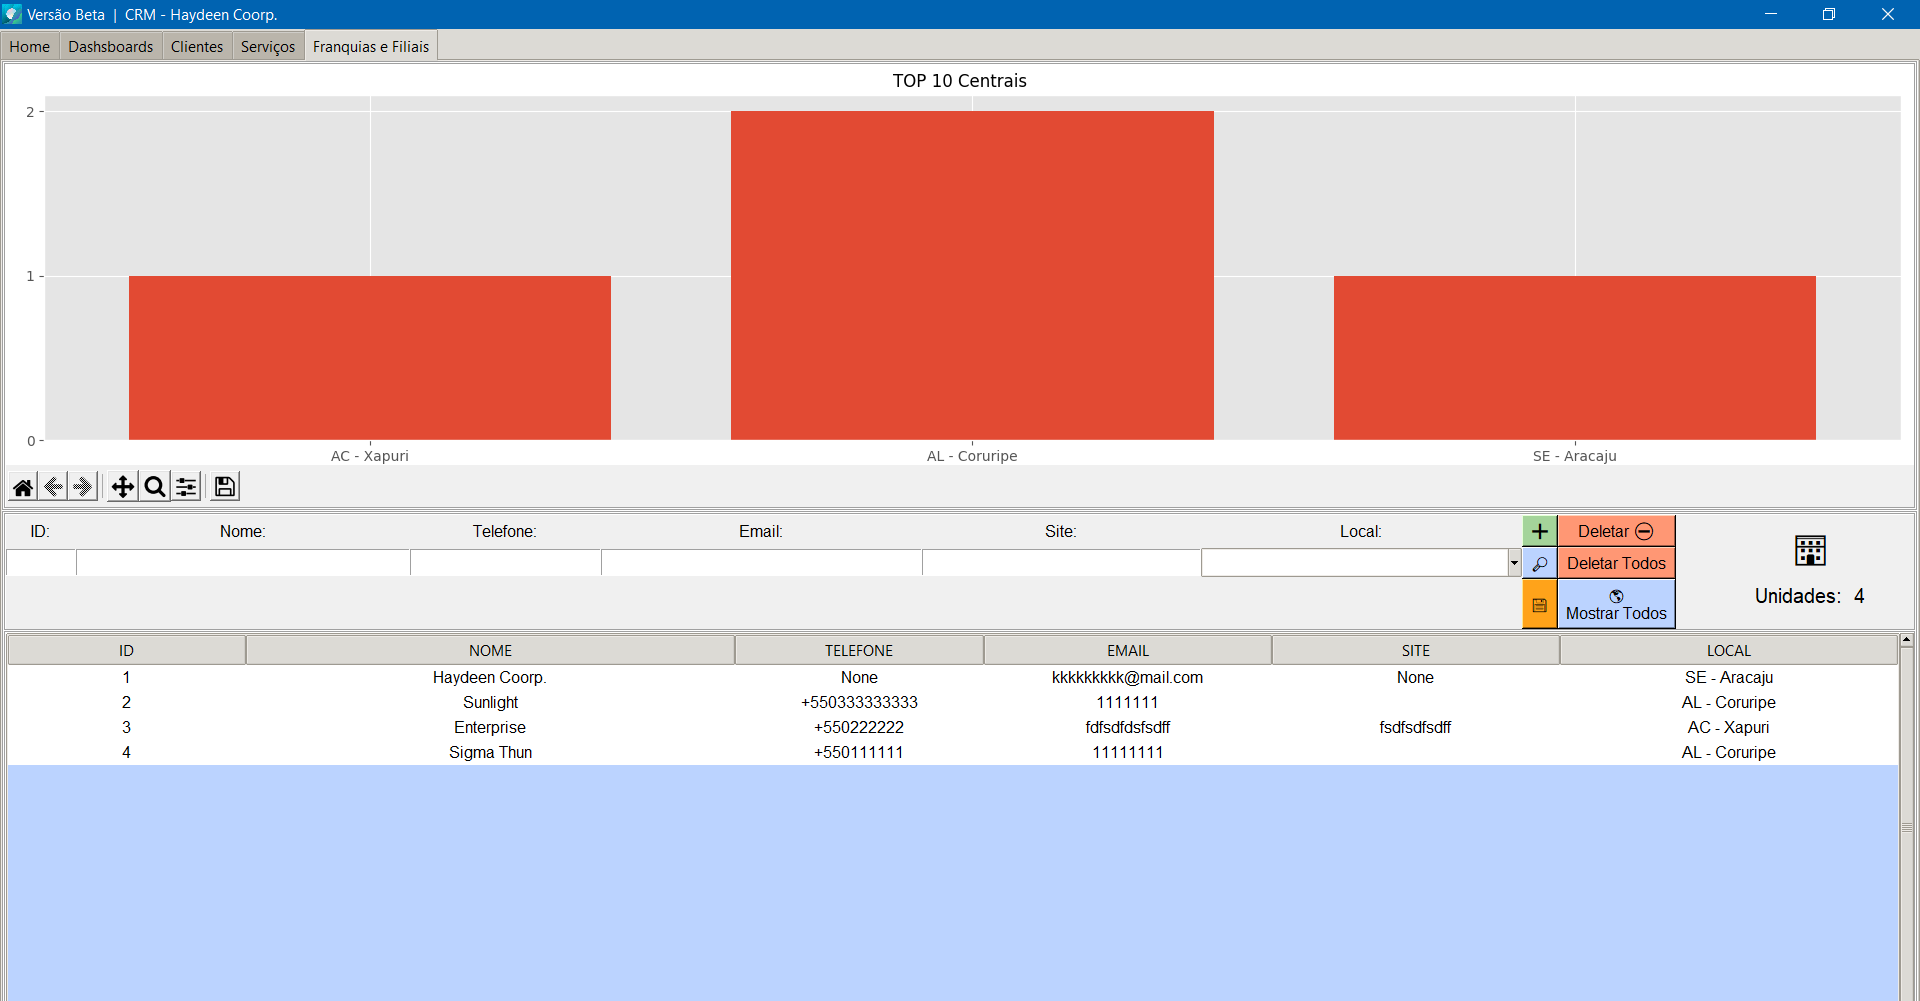 Versão Beta | CRM - Haydeen Coorp.
Home Dashsboards Clientes Serviços Franquias e Filiais
TOP 10 Centrais
2
1
0
AC - Xapuri AL - Coruripe SE - Aracaju
ID: Nome: Telefone: Email: Site: Local: + Deletar
Deletar Todos
Mostrar Todos
Unidades: 4
ID NOME TELEFONE EMAIL SITE LOCAL
1 Haydeen Coorp. None kkkkkkkkk@mail.com None SE - Aracaju
2 Sunlight +550333333333 1111111 AL - Coruripe
3 Enterprise +550222222 fdfsdfdsfsdff fsdfsdfsdff AC - Xapuri
4 Sigma Thun +550111111 11111111 AL - Coruripe